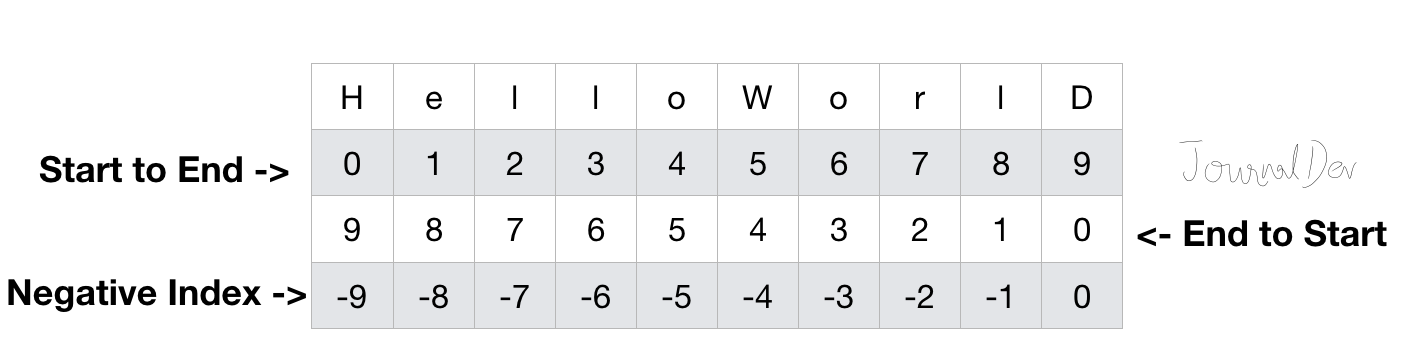 H e l l o W o r l D
Start to End -> 0 1 2 3 4 5 6 7 8 9
JournalDev
9 8 7 6 5 4 3 2 1 0 <- End to Start
Negative Index -> -9 -8 -7 -6 -5 -4 -3 -2 -1 0